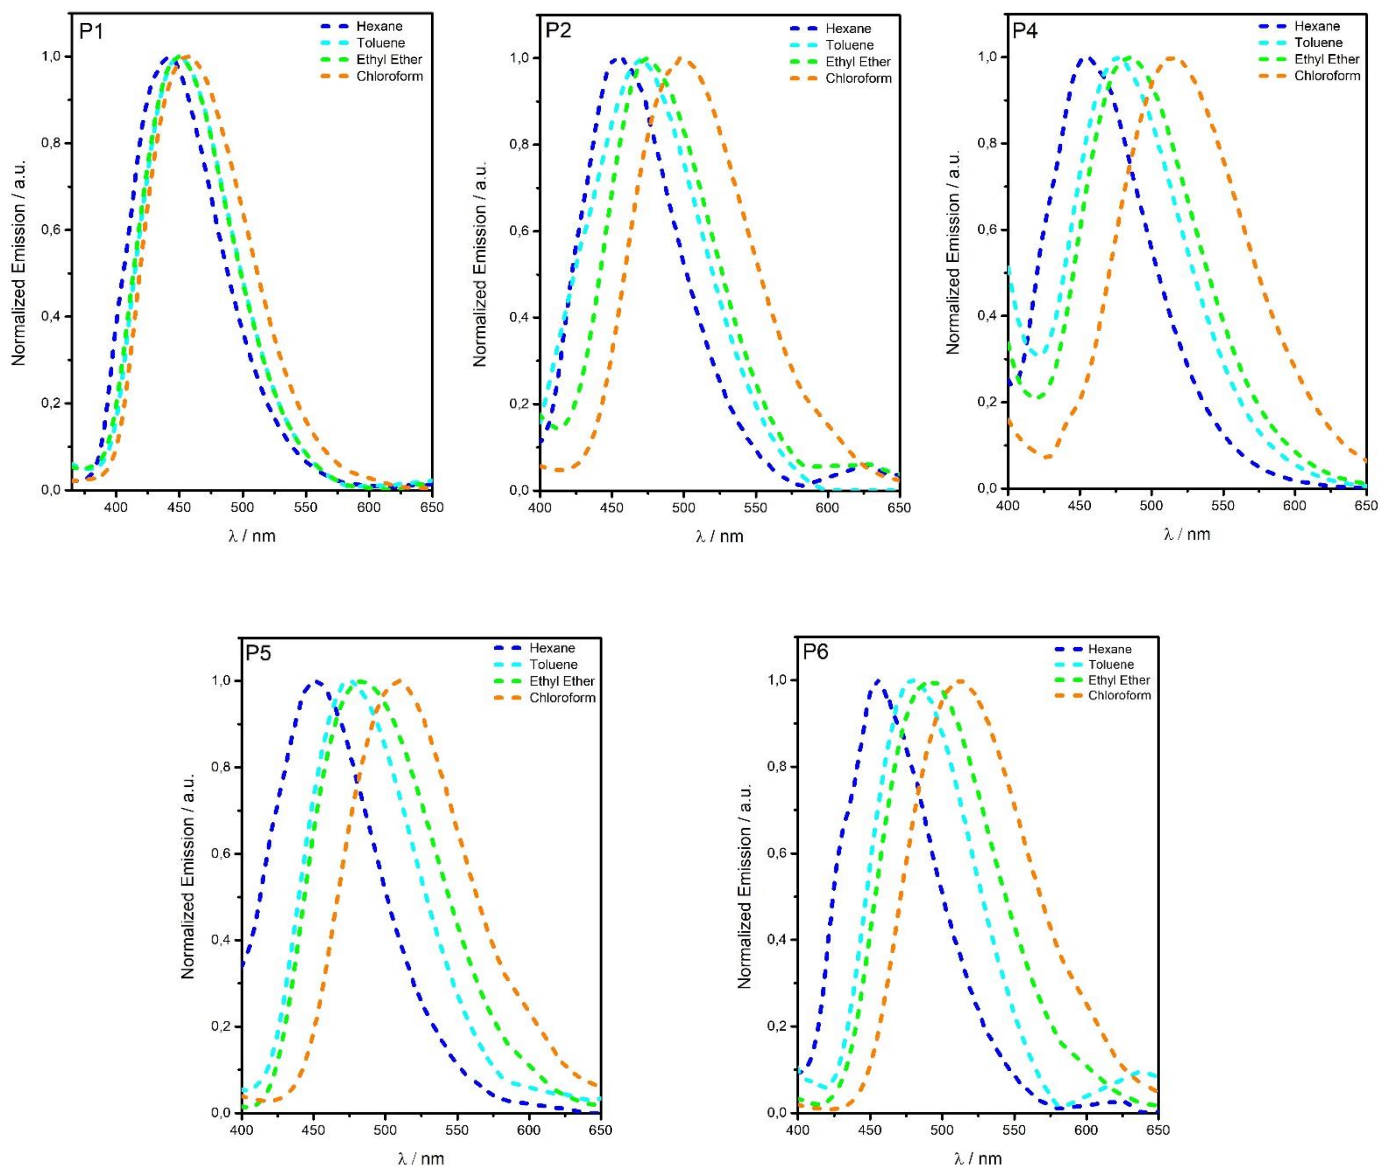 P1
Hexane
Toluene
Ethyl Ether
Chloroform
1,0
0,8
0,6
0,4
0,2
0,0
400 450 500 550 600 650
Normalized Emission / a.u.
λ / nm
P2
Hexane
Toluene
Ethyl Ether
Chloroform
1,0
0,8
0,6
0,4
0,2
0,0
400 450 500 550 600 650
Normalized Emission / a.u.
λ / nm
P4
Hexane
Toluene
Ethyl Ether
Chloroform
1,0
0,8
0,6
0,4
0,2
0,0
400 450 500 550 600 650
Normalized Emission / a.u.
λ / nm
P5
Hexane
Toluene
Ethyl Ether
Chloroform
1,0
0,8
0,6
0,4
0,2
0,0
400 450 500 550 600 650
Normalized Emission / a.u.
λ / nm
P6
Hexane
Toluene
Ethyl Ether
Chloroform
1,0
0,8
0,6
0,4
0,2
0,0
400 450 500 550 600 650
Normalized Emission / a.u.
λ / nm